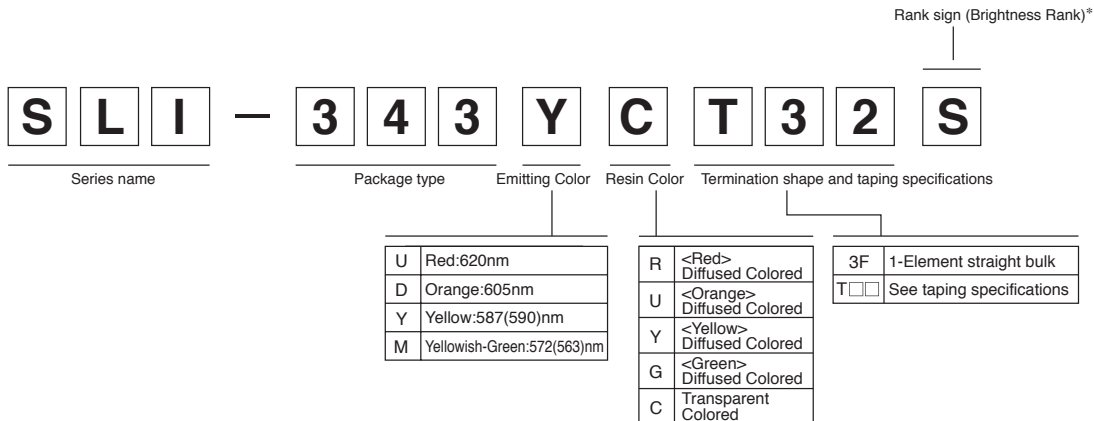 Rank sign (Brightness Rank)*
S L I — 3 4 3 Y C T 3 2 S
Series name Package type Emitting Color Resin Color Termination shape and taping specifications
U Red:620nm
D Orange:605nm
Y Yellow:587(590)nm
M Yellowish-Green:572(563)nm
R <Red>
Diffused Colored
U <Orange>
Diffused Colored
Y <Yellow>
Diffused Colored
G <Green>
Diffused Colored
C Transparent
Colored
3F 1-Element straight bulk
T□□ See taping specifications